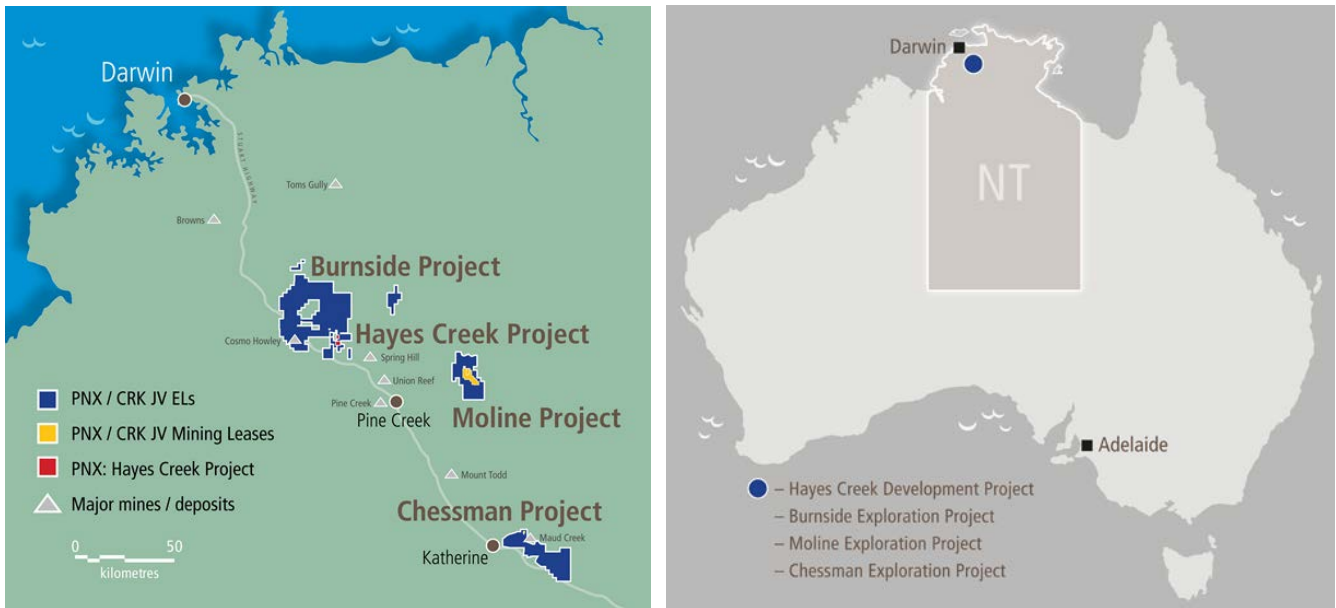 Darwin
STUART HIGHWAY
Toms Gully
Browns
Burnside Project
Hayes Creek Project
Cosmo Howley
Spring Hill
Union Reef
Pine Creek
Pine Creek
Moline Project
Mount Todd
Chessman Project
Maud Creek
Katherine
PNX / CRK JV ELs
PNX / CRK JV Mining Leases
PNX: Hayes Creek Project
Major mines / deposits
0 50
kilometres
Darwin
NT
Adelaide
– Hayes Creek Development Project
– Burnside Exploration Project
– Moline Exploration Project
– Chessman Exploration Project